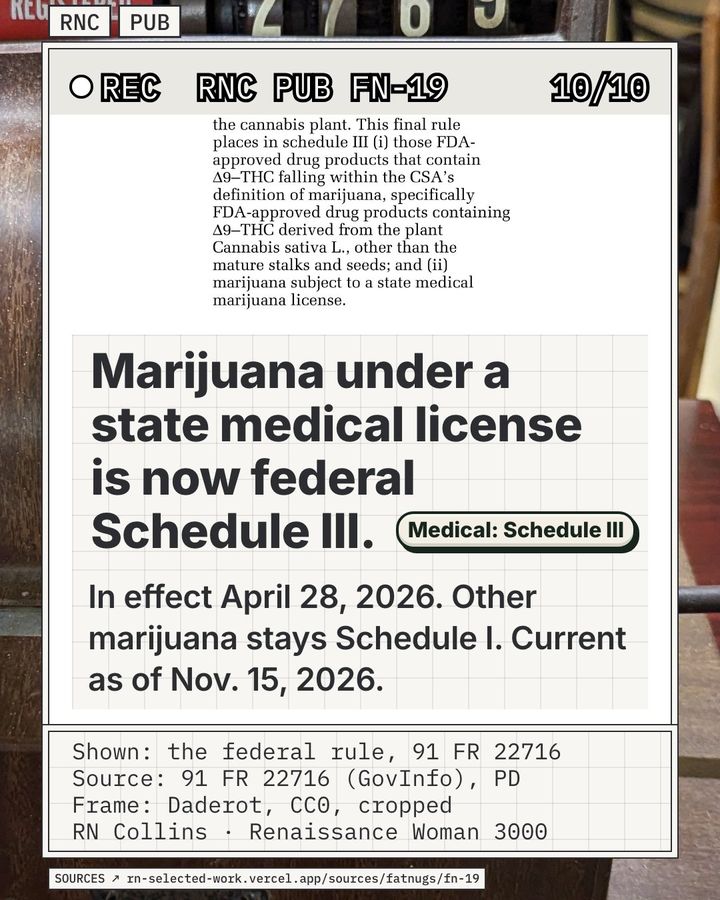 REGISTERED
2 7 6 9
RNC PUB
REC RNC PUB FN-19 10/10
the cannabis plant. This final rule
places in schedule III (i) those FDA-
approved drug products that contain
Δ9–THC falling within the CSA’s
definition of marijuana, specifically
FDA-approved drug products containing
Δ9–THC derived from the plant
Cannabis sativa L., other than the
mature stalks and seeds; and (ii)
marijuana subject to a state medical
marijuana license.
Marijuana under a
state medical license
is now federal
Schedule III.
Medical: Schedule III
In effect April 28, 2026. Other
marijuana stays Schedule I. Current
as of Nov. 15, 2026.
Shown: the federal rule, 91 FR 22716
Source: 91 FR 22716 (GovInfo), PD
Frame: Daderot, CC0, cropped
RN Collins · Renaissance Woman 3000
SOURCES ↗ rn-selected-work.vercel.app/sources/fatnugs/fn-19